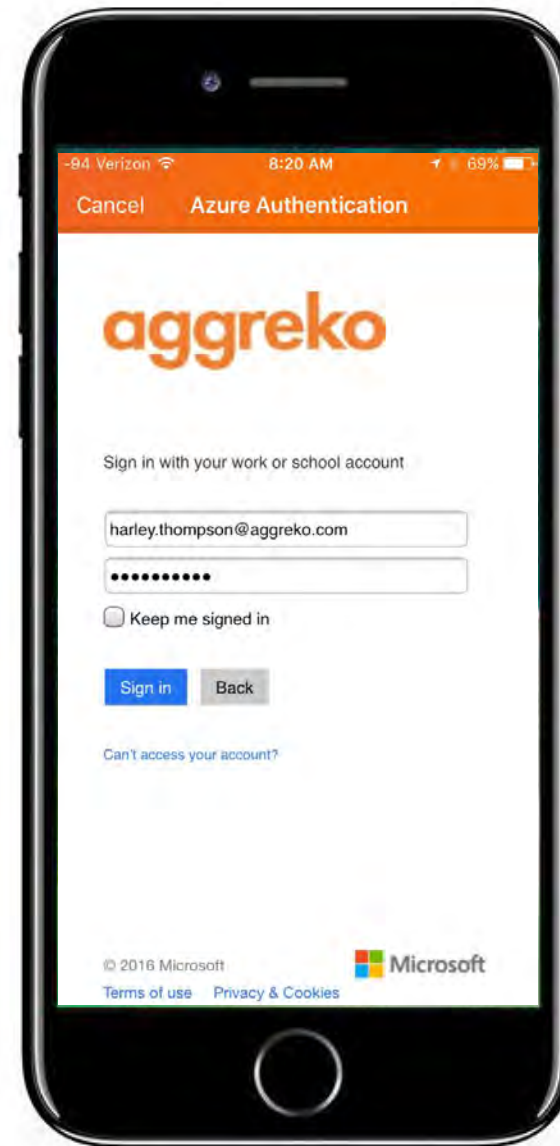 -94 Verizon 8:20 AM 69%
Cancel Azure Authentication
aggreko
Sign in with your work or school account
harley.thompson@aggreko.com
••••••••••
Keep me signed in
Sign in Back
Can't access your account?
© 2016 Microsoft Microsoft
Terms of use Privacy & Cookies